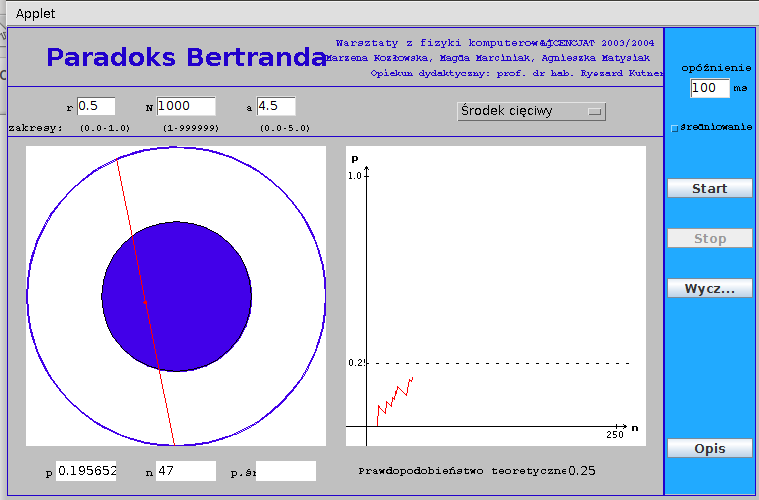 Applet
Paradoks Bertranda
Warsztaty z fizyki komputerowej LICENCJAT 2003/2004
Marzena Kozłowska, Magda Marciniak, Agnieszka Matysiak
Opiekun dydaktyczny: prof. dr hab. Ryszard Kutner
r 0.5 N 1000 a 4.5
zakresy: (0.0-1.0) (1-999999) (0.0-5.0)
Środek cięciwy
opóźnienie
100 ms
średniowanie
Start
Stop
Wycz...
Opis
p
1.0
0.2
250 n
p 0.195652 n 47 p.śr
Prawdopodobieństwo teoretyczne 0.25